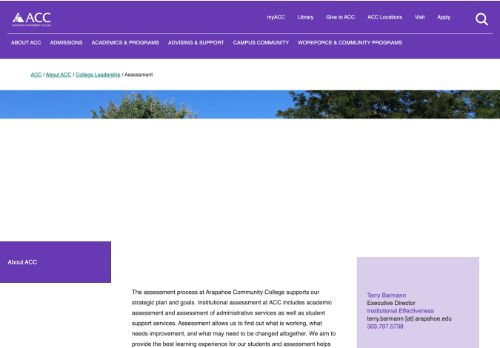 ACC
myACC Library Give to ACC ACC Locations Visit Apply
ABOUT ACC ADMISSIONS ACADEMICS & PROGRAMS ADVISING & SUPPORT CAMPUS COMMUNITY WORKFORCE & COMMUNITY PROGRAMS
ACC / About ACC / College Leadership / Assessment
About ACC
The assessment process at Arapahoe Community College supports our
strategic plan and goals. Institutional assessment at ACC includes academic
assessment and assessment of administrative services as well as student
support services. Assessment allows us to find out what is working, what
needs improvement, and what may need to be changed altogether. We aim to
provide the best learning experience for our students and assessment helps
Terry Barmann
Executive Director
Institutional Effectiveness
terry.barmann [at] arapahoe.edu
303.797.5738